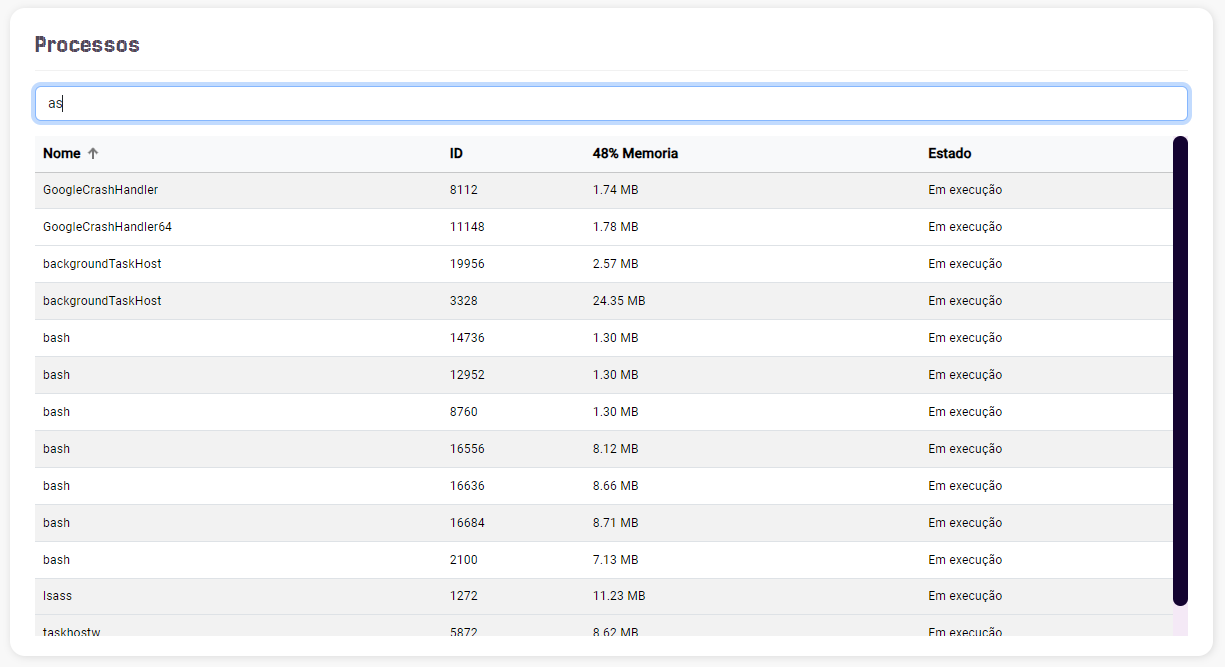 Processos
as
Nome ID 48% Memoria Estado
GoogleCrashHandler 8112 1.74 MB Em execução
GoogleCrashHandler64 11148 1.78 MB Em execução
backgroundTaskHost 19956 2.57 MB Em execução
backgroundTaskHost 3328 24.35 MB Em execução
bash 14736 1.30 MB Em execução
bash 12952 1.30 MB Em execução
bash 8760 1.30 MB Em execução
bash 16556 8.12 MB Em execução
bash 16636 8.66 MB Em execução
bash 16684 8.71 MB Em execução
bash 2100 7.13 MB Em execução
lsass 1272 11.23 MB Em execução
taskhostw 5872 8.62 MB Em execução